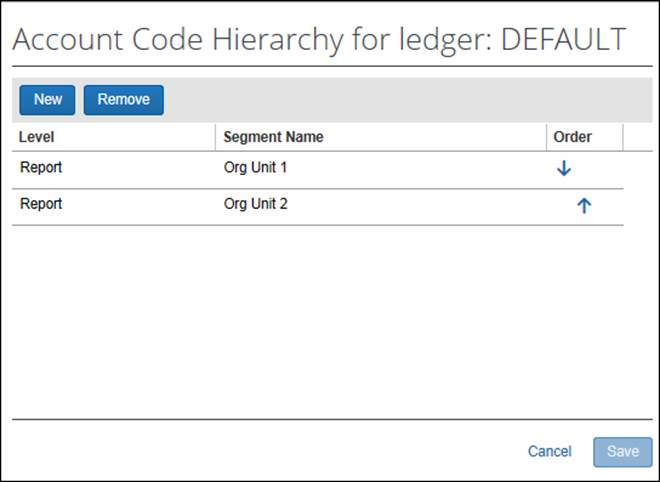 Account Code Hierarchy for ledger: DEFAULT
New Remove
Level Segment Name Order
Report Org Unit 1
Report Org Unit 2
Cancel Save